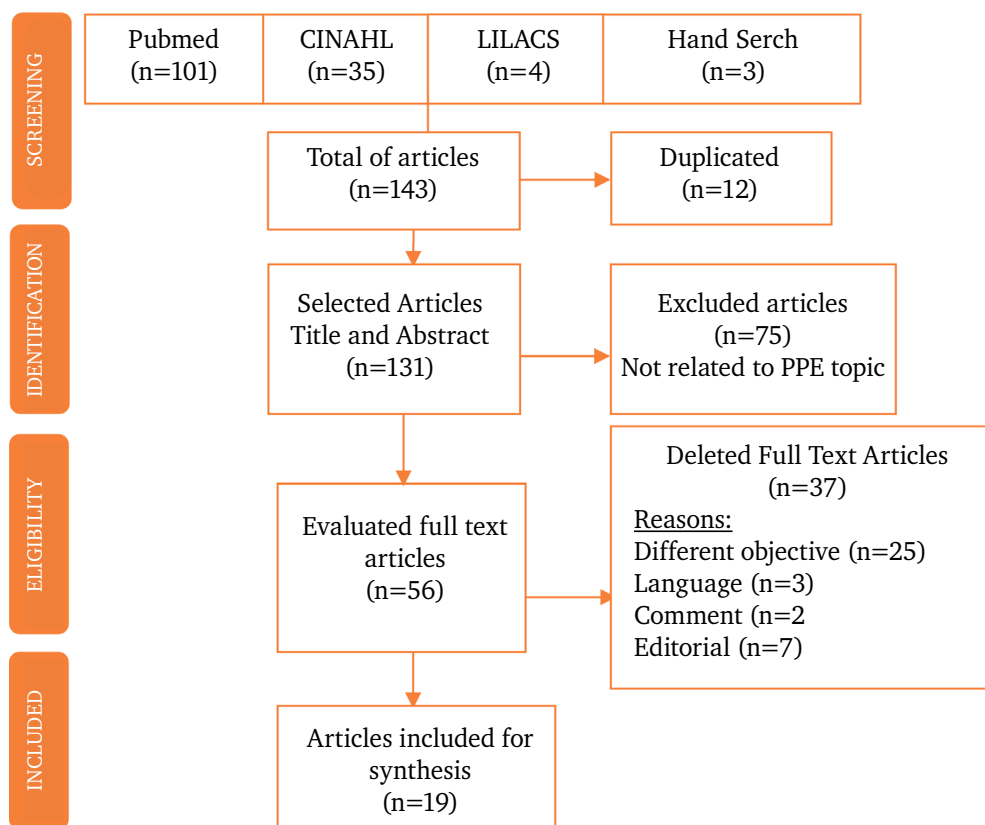 SCREENING
Pubmed
(n=101)
CINAHL
(n=35)
LILACS
(n=4)
Hand Serch
(n=3)
Total of articles
(n=143)
Duplicated
(n=12)
IDENTIFICATION
Selected Articles
Title and Abstract
(n=131)
Excluded articles
(n=75)
Not related to PPE topic
ELIGIBILITY
Evaluated full text
articles
(n=56)
Deleted Full Text Articles
(n=37)
Reasons:
Different objective (n=25)
Language (n=3)
Comment (n=2
Editorial (n=7)
INCLUDED
Articles included for
synthesis
(n=19)